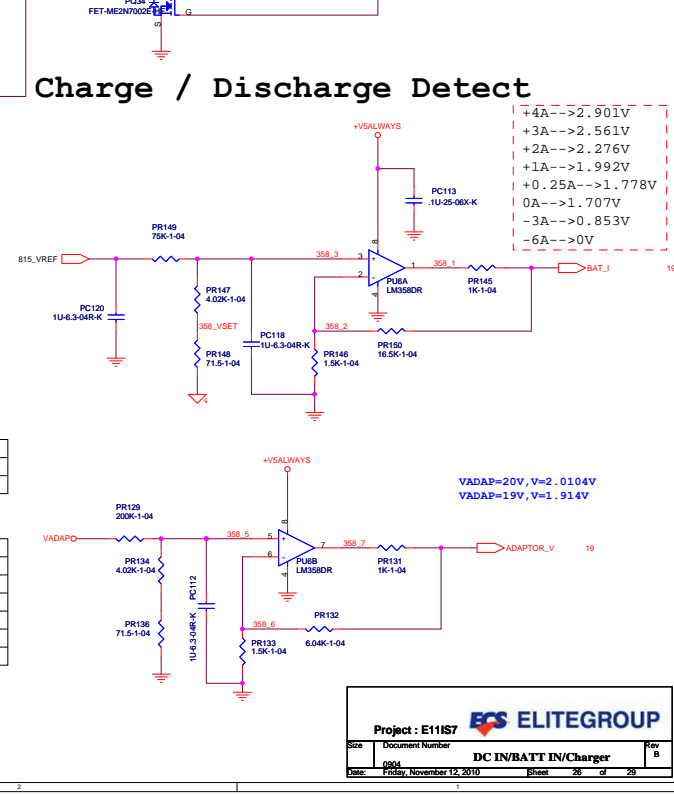 PQ34
FET-ME2N7002E
G
S
Charge / Discharge Detect
+4A-->2.901V
+3A-->2.561V
+2A-->2.276V
+1A-->1.992V
+0.25A-->1.778V
0A-->1.707V
-3A-->0.853V
-6A-->0V
+V5ALWAYS
PC113
.1U-25-06X-K
PR149
75K-1-04
815_VREF
358_3
3
+
8
1
358_1
2
-
4
PU6A
LM358DR
PR145
1K-1-04
BAT_I
19
PR147
4.02K-1-04
PC120
1U-6.3-04R-K
358_VSET
PC118
1U-6.3-04R-K
358_2
PR150
16.5K-1-04
PR148
71.5-1-04
PR146
1.5K-1-04
4
+V5ALWAYS
VADAP=20V,V=2.0104V
VADAP=19V,V=1.914V
PR129
200K-1-04
VADAP
358_5
5
+
8
7
358_7
6
-
4
PU6B
LM358DR
PR131
1K-1-04
ADAPTOR_V
19
PR134
4.02K-1-04
PC112
1U-6.3-04R-K
PR136
71.5-1-04
358_6
PR132
6.04K-1-04
PR133
1.5K-1-04
Project : E11IS7
ECS ELITEGROUP
Size
Document Number
Rev
0904
DC IN/BATT IN/Charger
B
Date:
Friday, November 12, 2010
Sheet
26
of
29
2
1